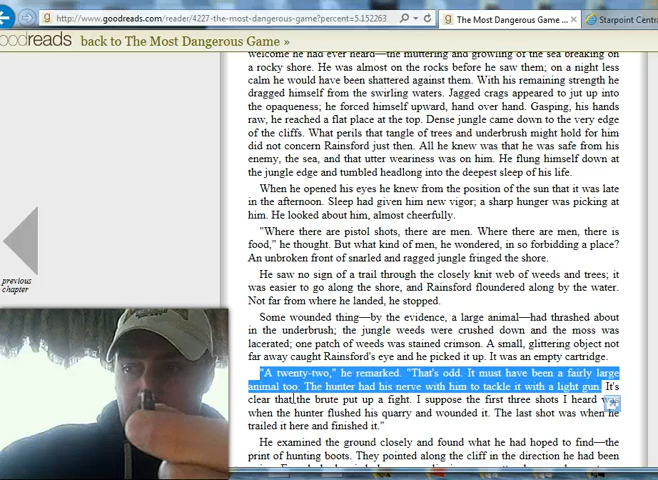 http://www.goodreads.com/reader/4227-the-most-dangerous-game?percent=5.152263
The Most Dangerous Game ...
Starpoint Centra
goodreads back to The Most Dangerous Game »
welcome he had ever heard—the muttering and growling of the sea breaking on
a rocky shore. He was almost on the rocks before he saw them; on a night less
calm he would have been shattered against them. With his remaining strength he
dragged himself from the swirling waters. Jagged crags appeared to jut up into
the opaqueness; he forced himself upward, hand over hand. Gasping, his hands
raw, he reached a flat place at the top. Dense jungle came down to the very edge
of the cliffs. What perils that tangle of trees and underbrush might hold for him
did not concern Rainsford just then. All he knew was that he was safe from his
enemy, the sea, and that utter weariness was on him. He flung himself down at
the jungle edge and tumbled headlong into the deepest sleep of his life.
When he opened his eyes he knew from the position of the sun that it was late
in the afternoon. Sleep had given him new vigor; a sharp hunger was picking at
him. He looked about him, almost cheerfully.
"Where there are pistol shots, there are men. Where there are men, there is
food," he thought. But what kind of men, he wondered, in so forbidding a place?
An unbroken front of snarled and ragged jungle fringed the shore.
He saw no sign of a trail through the closely knit web of weeds and trees; it
was easier to go along the shore, and Rainsford floundered along by the water.
Not far from where he landed, he stopped.
Some wounded thing—by the evidence, a large animal—had thrashed about
in the underbrush; the jungle weeds were crushed down and the moss was
lacerated; one patch of weeds was stained crimson. A small, glittering object not
far away caught Rainsford's eye and he picked it up. It was an empty cartridge.
"A twenty-two," he remarked. "That's odd. It must have been a fairly large
animal too. The hunter had his nerve with him to tackle it with a light gun. It's
clear that the brute put up a fight. I suppose the first three shots I heard was
when the hunter flushed his quarry and wounded it. The last shot was when he
trailed it here and finished it."
He examined the ground closely and found what he had hoped to find—the
print of hunting boots. They pointed along the cliff in the direction he had been
previous
chapter